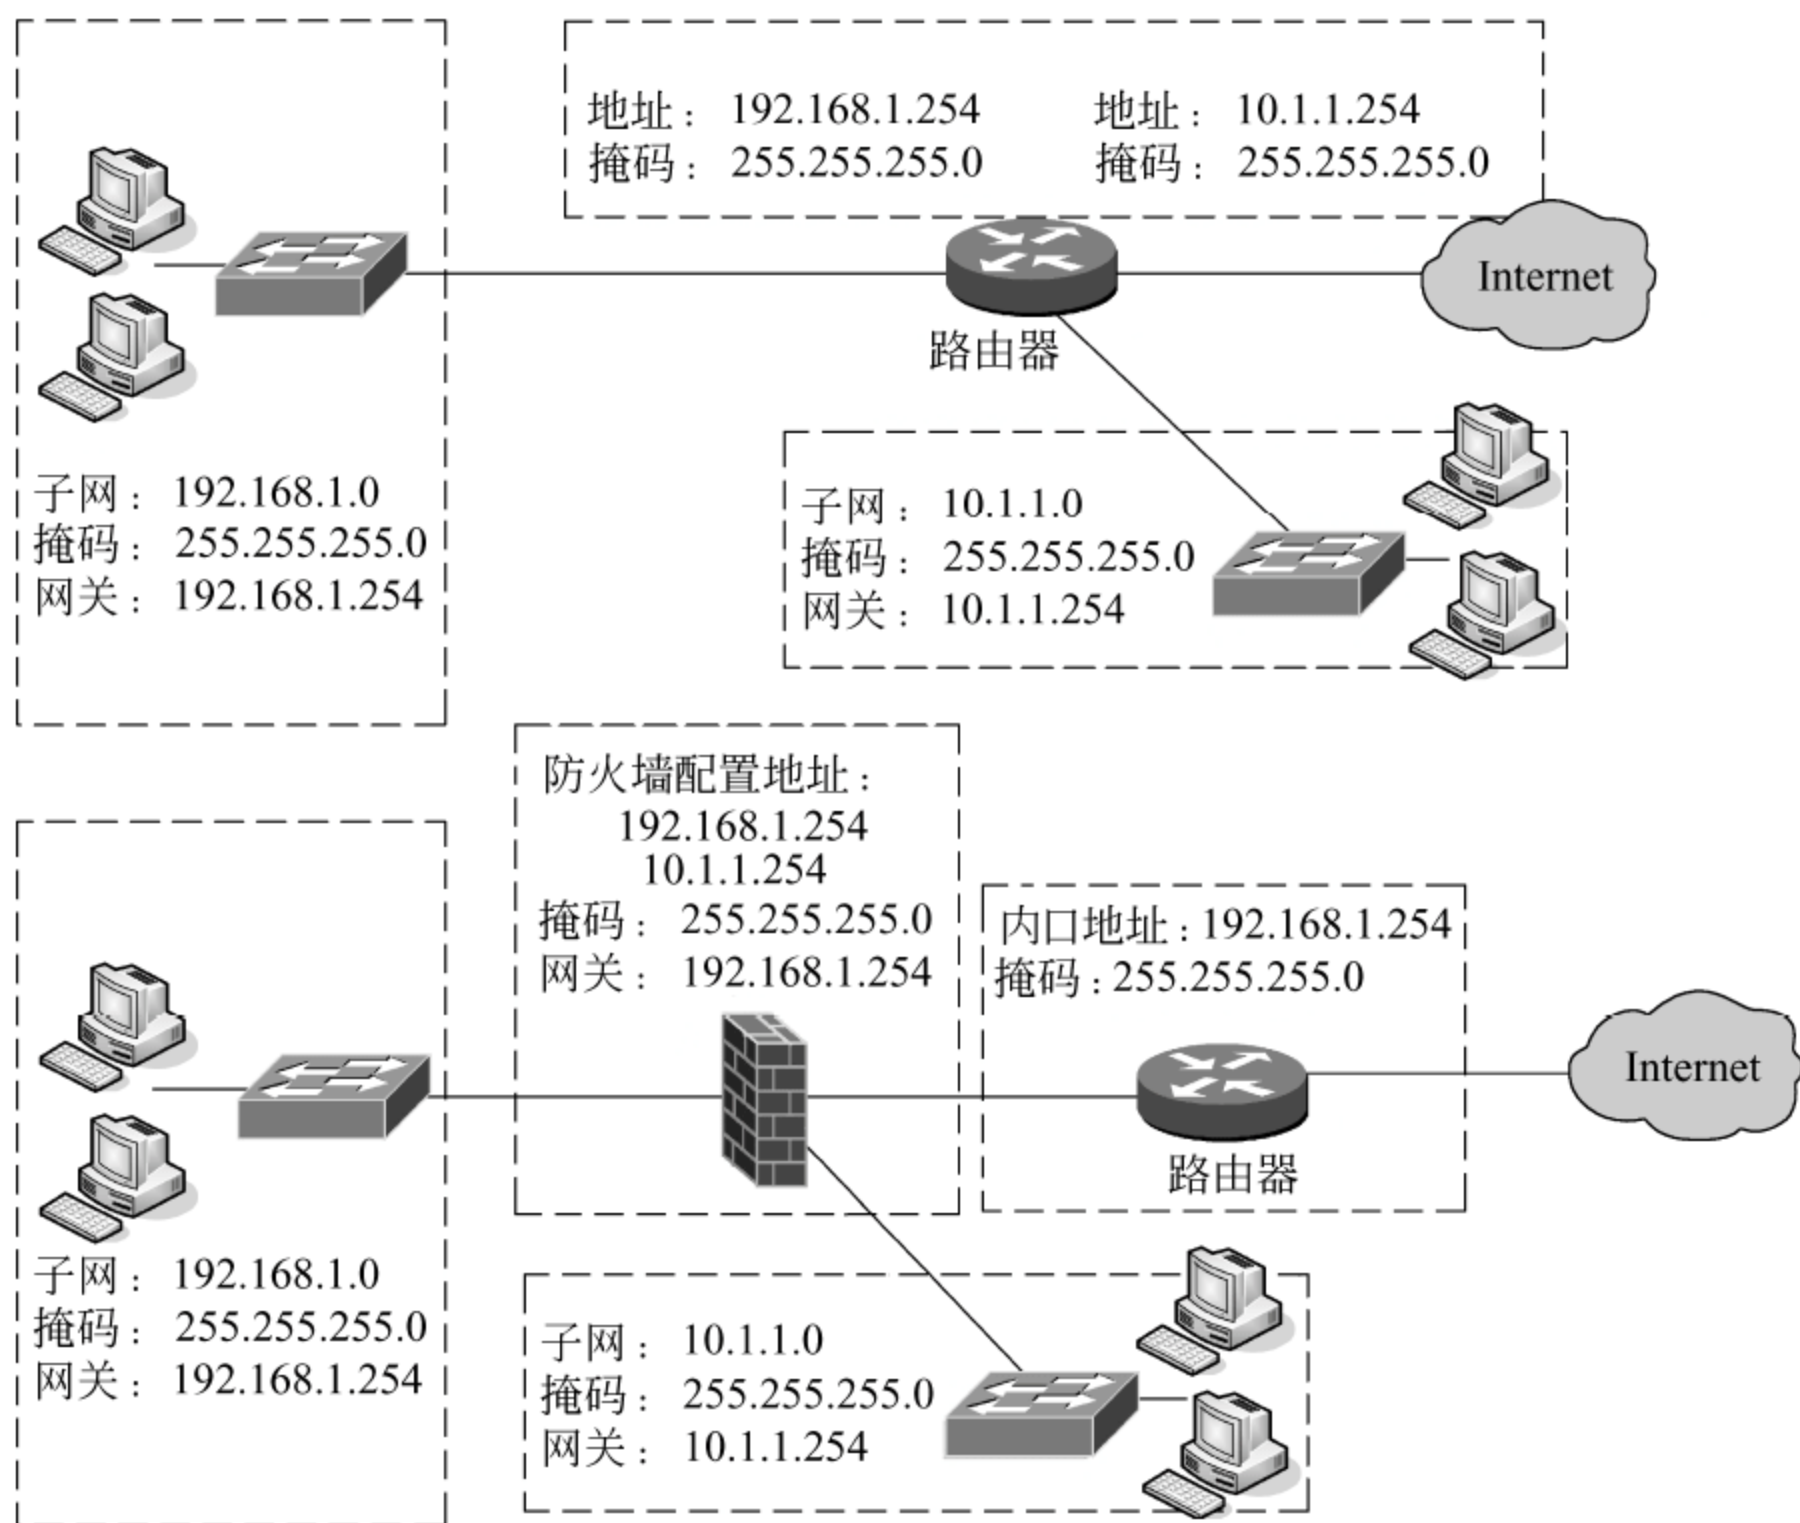 地址： 192.168.1.254
掩码： 255.255.255.0
地址： 10.1.1.254
掩码： 255.255.255.0
Internet
路由器
子网： 192.168.1.0
掩码： 255.255.255.0
网关： 192.168.1.254
子网： 10.1.1.0
掩码： 255.255.255.0
网关： 10.1.1.254
防火墙配置地址：
192.168.1.254
10.1.1.254
掩码： 255.255.255.0
网关： 192.168.1.254
内口地址：192.168.1.254
掩码：255.255.255.0
Internet
路由器
子网： 192.168.1.0
掩码： 255.255.255.0
网关： 192.168.1.254
子网： 10.1.1.0
掩码： 255.255.255.0
网关： 10.1.1.254